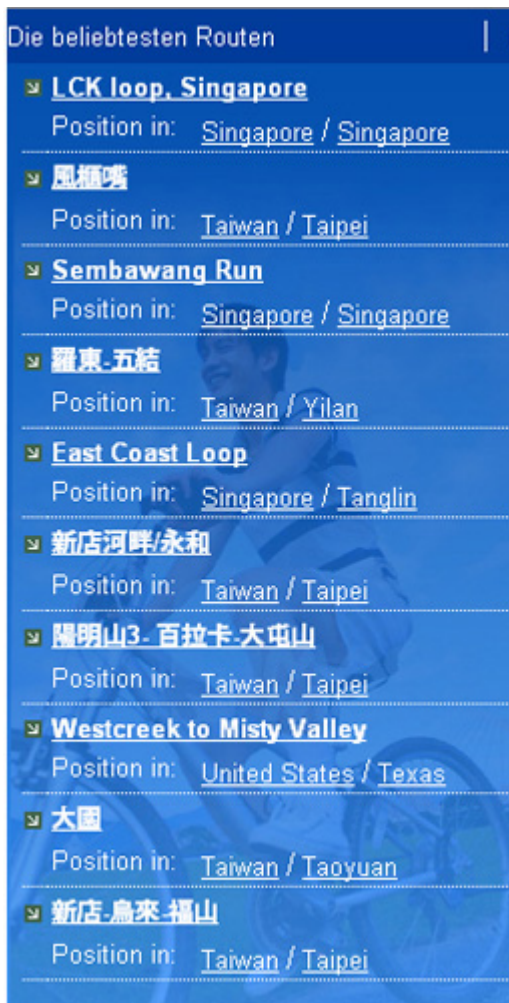 Die beliebtesten Routen
LCK loop, Singapore
Position in: Singapore / Singapore
風櫃嘴
Position in: Taiwan / Taipei
Sembawang Run
Position in: Singapore / Singapore
羅東-五結
Position in: Taiwan / Yilan
East Coast Loop
Position in: Singapore / Tanglin
新店河畔/永和
Position in: Taiwan / Taipei
陽明山3- 百拉卡-大屯山
Position in: Taiwan / Taipei
Westcreek to Misty Valley
Position in: United States / Texas
大園
Position in: Taiwan / Taoyuan
新店-烏來-福山
Position in: Taiwan / Taipei